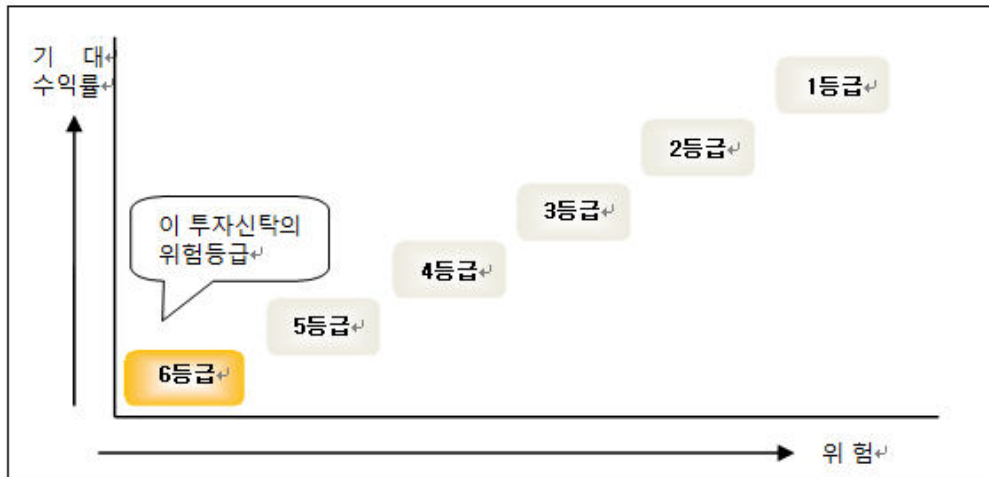 기 대
수익률
1등급
2등급
3등급
이 투자신탁의
위험등급
4등급
5등급
6등급
위 험